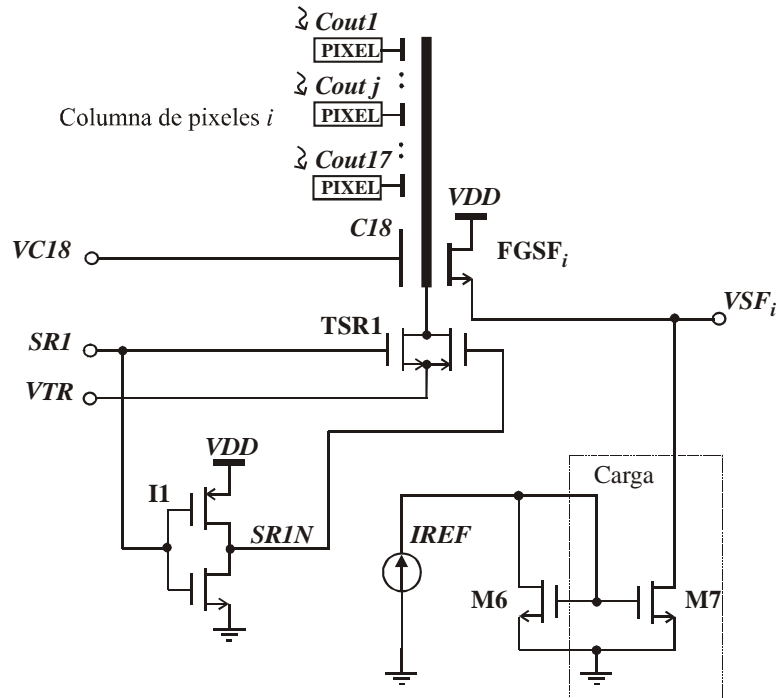 Cout1
PIXEL
Cout j
PIXEL
Columna de pixeles i
Cout17
PIXEL
VDD
C18
VC18
FGSFi
VSFi
TSR1
SR1
VTR
VDD
I1
Carga
SR1N
IREF
M6
M7